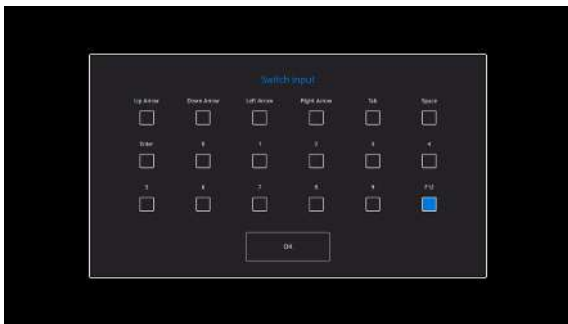 Switch Input
Up Arrow Down Arrow Left Arrow Right Arrow Tab Space
Enter 0 1 2 3 4
5 6 7 8 9 F12
OK